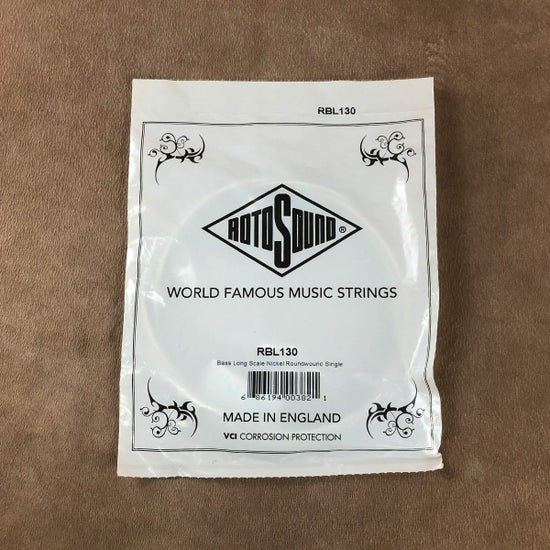 RBL130
ROTOSOUND®
WORLD FAMOUS MUSIC STRINGS
RBL130
Bass Long Scale Nickel Roundwound Single
6 86194 00382 1
MADE IN ENGLAND
VCI CORROSION PROTECTION